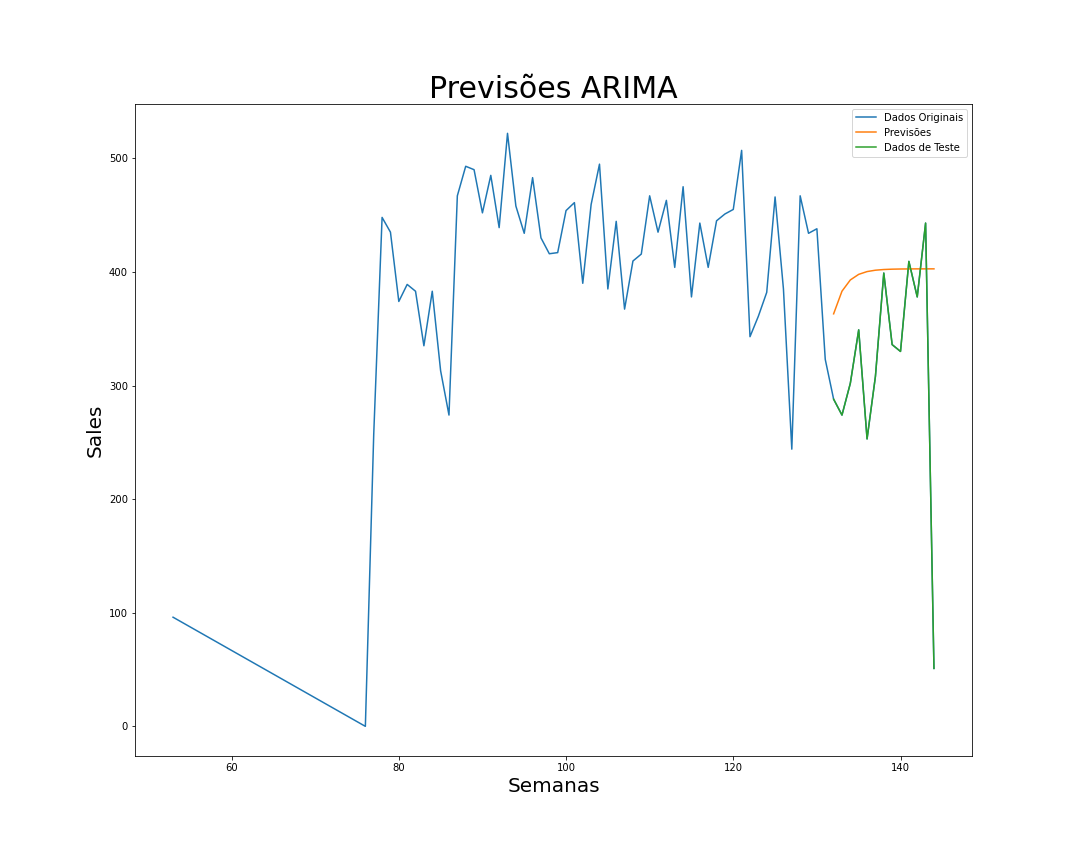 Previsões ARIMA
Dados Originais
Previsões
Dados de Teste
500
400
300
200
100
0
Sales
60 80 100 120 140
Semanas